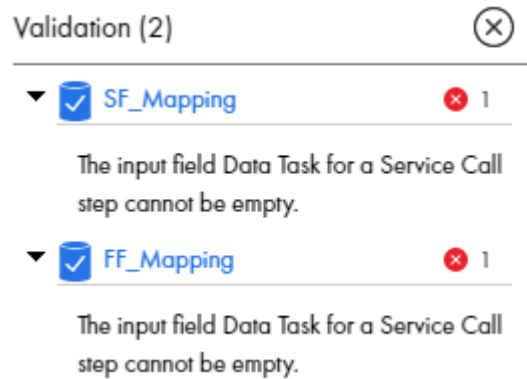 Validation (2)
SF_Mapping 1
The input field Data Task for a Service Call
step cannot be empty.
FF_Mapping 1
The input field Data Task for a Service Call
step cannot be empty.